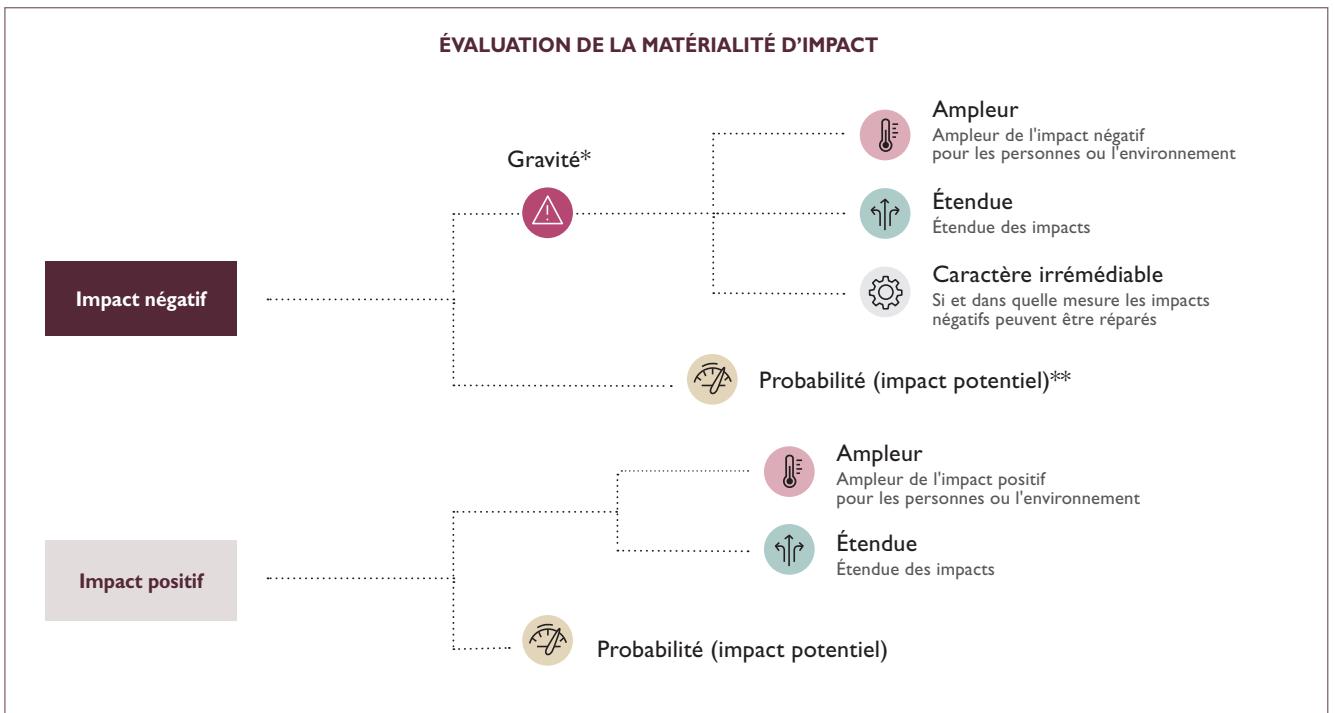 ÉVALUATION DE LA MATÉRIALITÉ D'IMPACT
Impact négatif
Gravité*
Ampleur
Ampleur de l'impact négatif
pour les personnes ou l'environnement
Étendue
Étendue des impacts
Caractère irrémédiable
Si et dans quelle mesure les impacts
négatifs peuvent être réparés
Probabilité (impact potentiel)**
Impact positif
Ampleur
Ampleur de l'impact positif
pour les personnes ou l'environnement
Étendue
Étendue des impacts
Probabilité (impact potentiel)